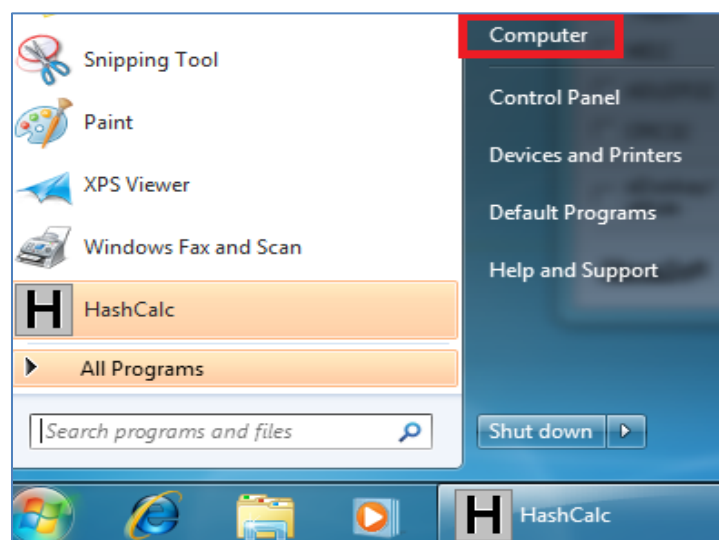 Snipping Tool
Paint
XPS Viewer
Windows Fax and Scan
H HashCalc
All Programs
Search programs and files
Computer
Control Panel
Devices and Printers
Default Programs
Help and Support
Shut down
H HashCalc